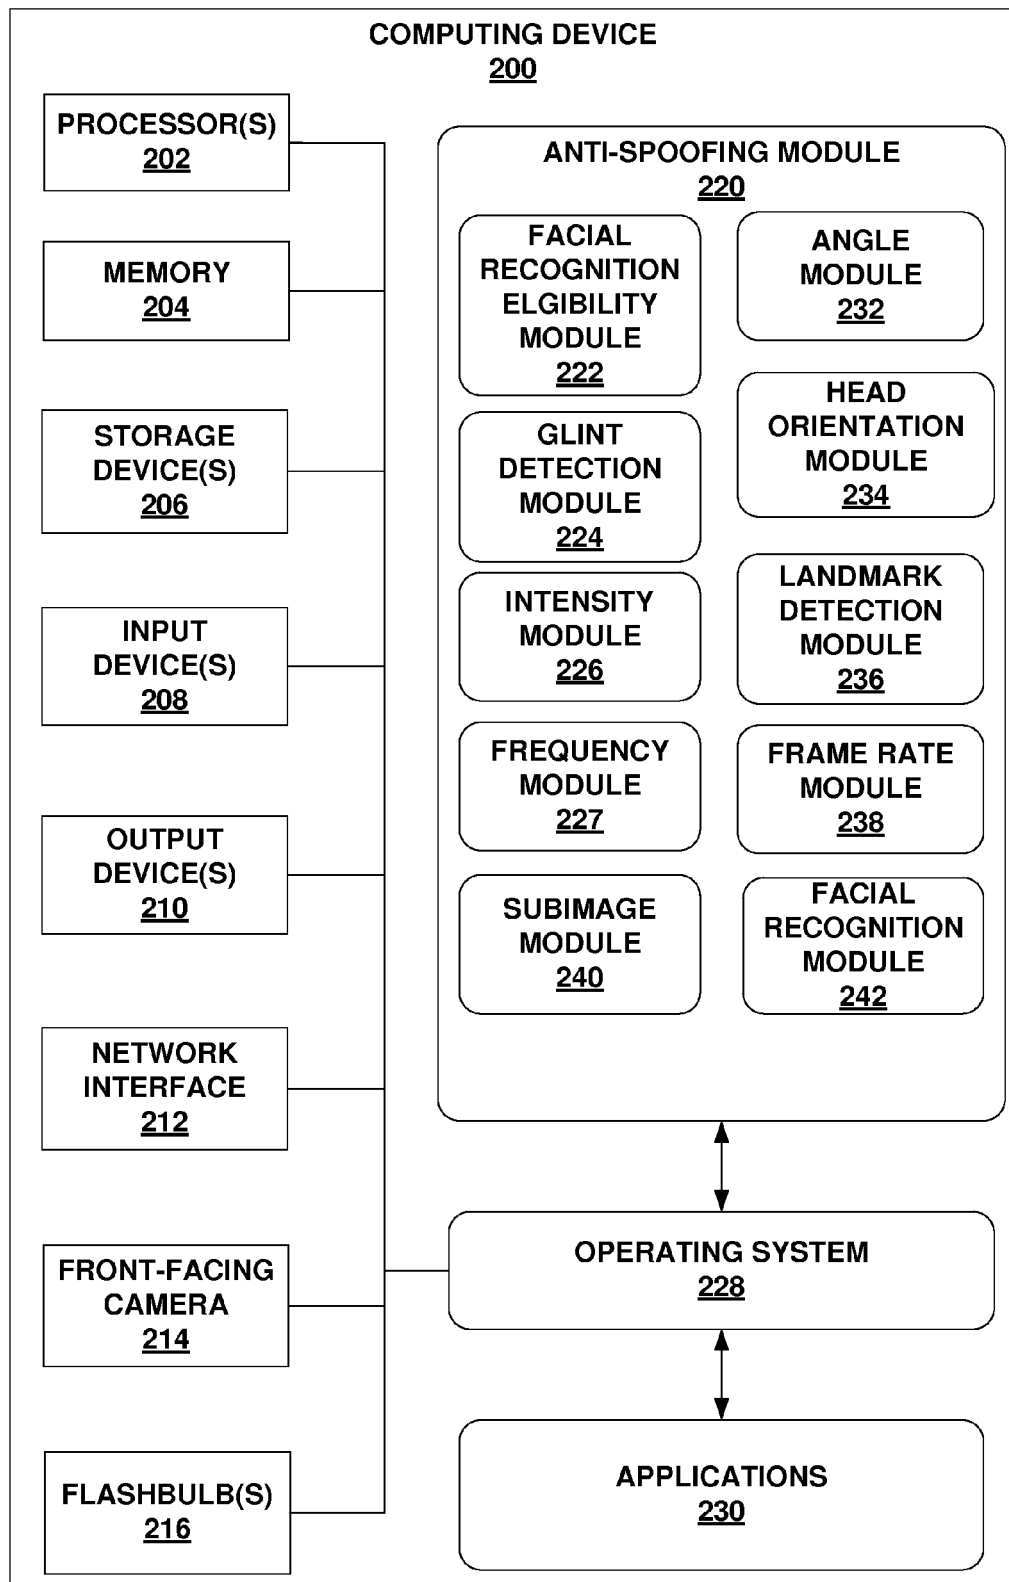 COMPUTING DEVICE
200
PROCESSOR(S)
202
MEMORY
204
STORAGE
DEVICE(S)
206
INPUT
DEVICE(S)
208
OUTPUT
DEVICE(S)
210
NETWORK
INTERFACE
212
FRONT-FACING
CAMERA
214
FLASHBULB(S)
216
ANTI-SPOOFING MODULE
220
FACIAL
RECOGNITION
ELGIBILITY
MODULE
222
GLINT
DETECTION
MODULE
224
INTENSITY
MODULE
226
FREQUENCY
MODULE
227
SUBIMAGE
MODULE
240
ANGLE
MODULE
232
HEAD
ORIENTATION
MODULE
234
LANDMARK
DETECTION
MODULE
236
FRAME RATE
MODULE
238
FACIAL
RECOGNITION
MODULE
242
OPERATING SYSTEM
228
APPLICATIONS
230